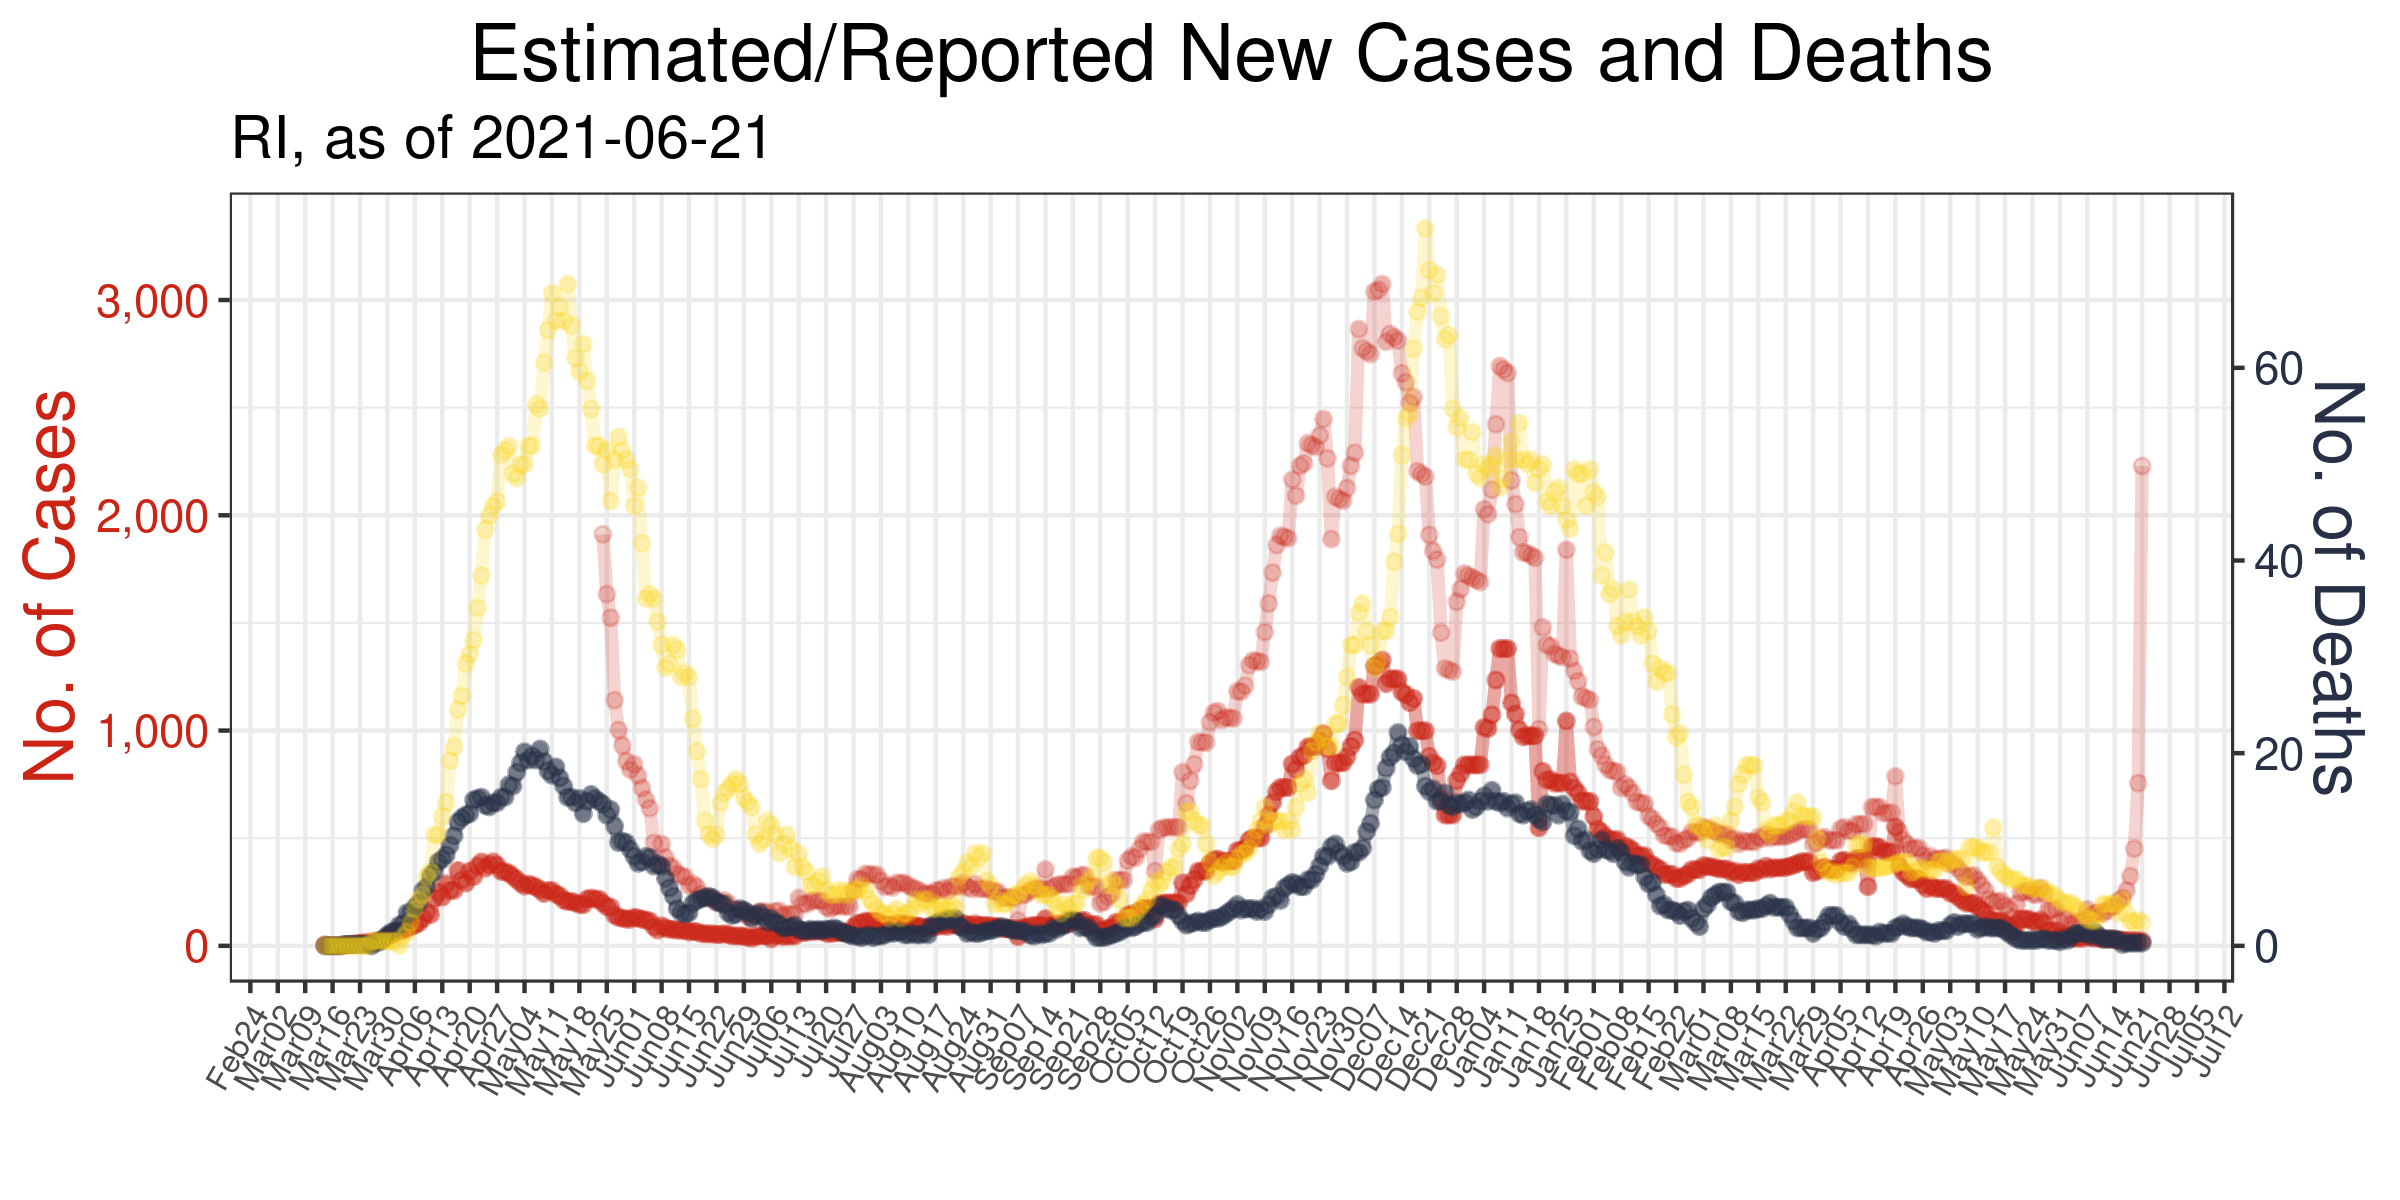 Estimated/Reported New Cases and Deaths
RI, as of 2021-06-21
No. of Cases
3,000
2,000
1,000
0
60
40
20
0
No. of Deaths
Feb24
Mar02
Mar09
Mar16
Mar23
Mar30
Apr06
Apr13
Apr20
Apr27
May04
May11
May18
May25
Jun01
Jun08
Jun15
Jun22
Jun29
Jul06
Jul13
Jul20
Jul27
Aug03
Aug10
Aug17
Aug24
Aug31
Sep07
Sep14
Sep21
Sep28
Oct05
Oct12
Oct19
Oct26
Nov02
Nov09
Nov16
Nov23
Nov30
Dec07
Dec14
Dec21
Dec28
Jan04
Jan11
Jan18
Jan25
Feb01
Feb08
Feb15
Feb22
Mar01
Mar08
Mar15
Mar22
Mar29
Apr05
Apr12
Apr19
Apr26
May03
May10
May17
May24
May31
Jun07
Jun14
Jun21
Jun28
Jul05
Jul12